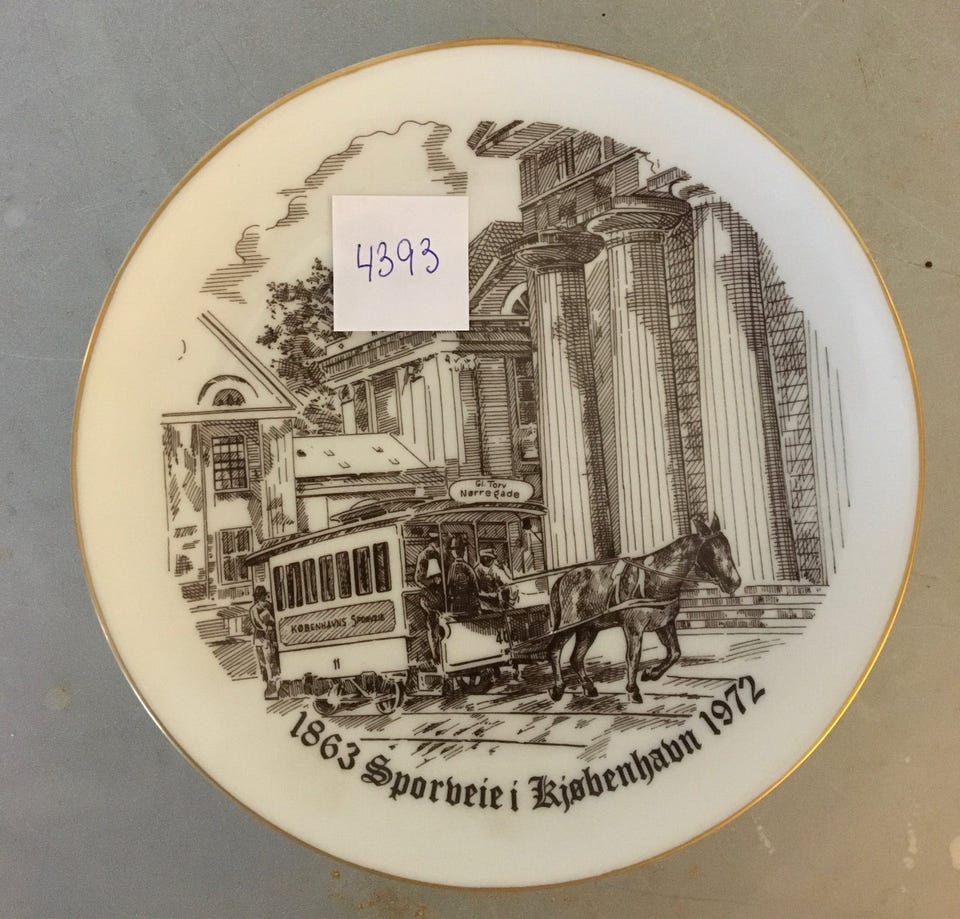 4393
Gl. Torv
Nørregade
KØBENHAVNS SPORVEIE
11
1863 Sporveie i Kjøbenhavn 1972